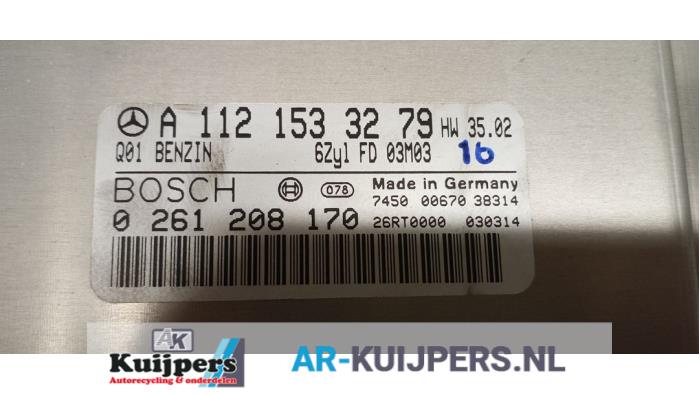 A 112 153 32 79 HW 35.02
Q01 BENZIN 6Zyl FD 03M03 16
BOSCH 078 Made in Germany
7450 00670 38314
0 261 208 170 26RT0000 030314
AK
Kuijpers
Autorecycling & onderdelen
AR-KUIJPERS.NL